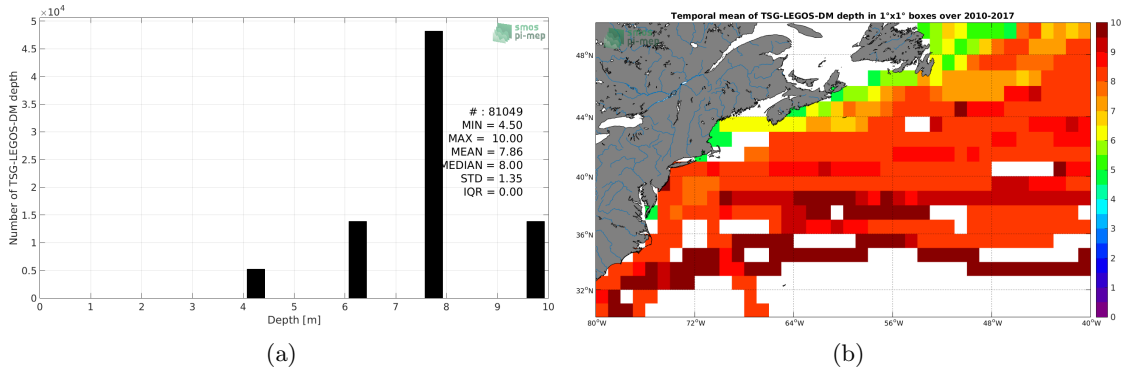 ×10⁴
5
4.5
4
3.5
3
2.5
2
1.5
1
0.5
0
Number of TSG-LEGOS-DM depth
smos
pi-mep
# : 81049
MIN = 4.50
MAX = 10.00
MEAN = 7.86
MEDIAN = 8.00
STD = 1.35
IQR = 0.00
0 1 2 3 4 5 6 7 8 9 10
Depth [m]
(a)
Temporal mean of TSG-LEGOS-DM depth in 1°x1° boxes over 2010-2017
smos
pi-mep
48°N
44°N
40°N
36°N
32°N
80°W 72°W 64°W 56°W 48°W 40°W
10
9
8
7
6
5
4
3
2
1
0
(b)